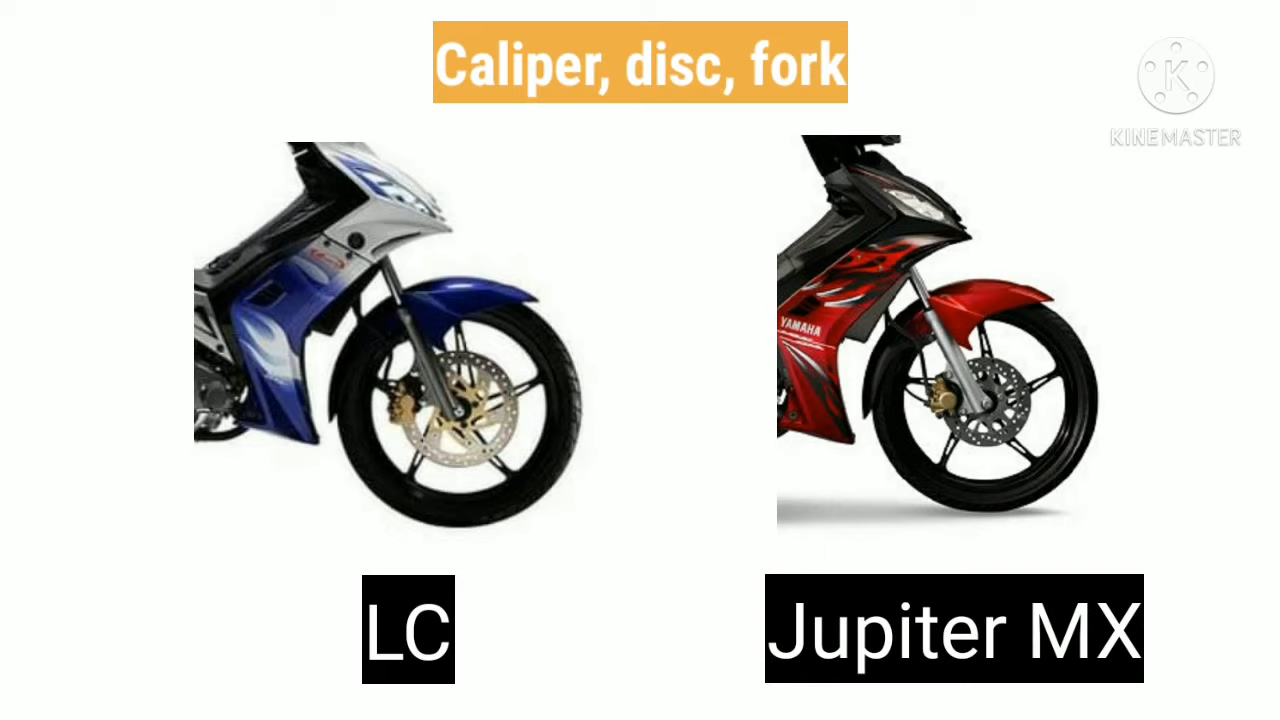 Caliper, disc, fork
K
KINEMASTER
YAMAHA
LC
Jupiter MX